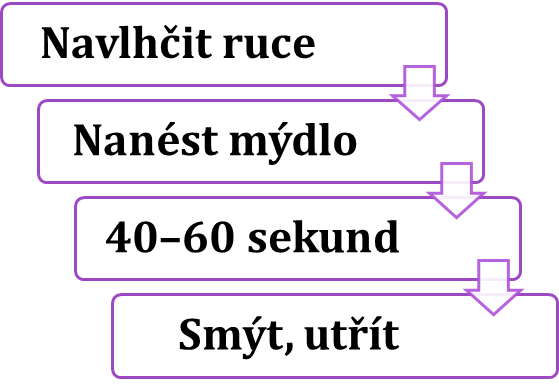 Navlhčit ruce
Nanést mýdlo
40–60 sekund
Smýt, utřít